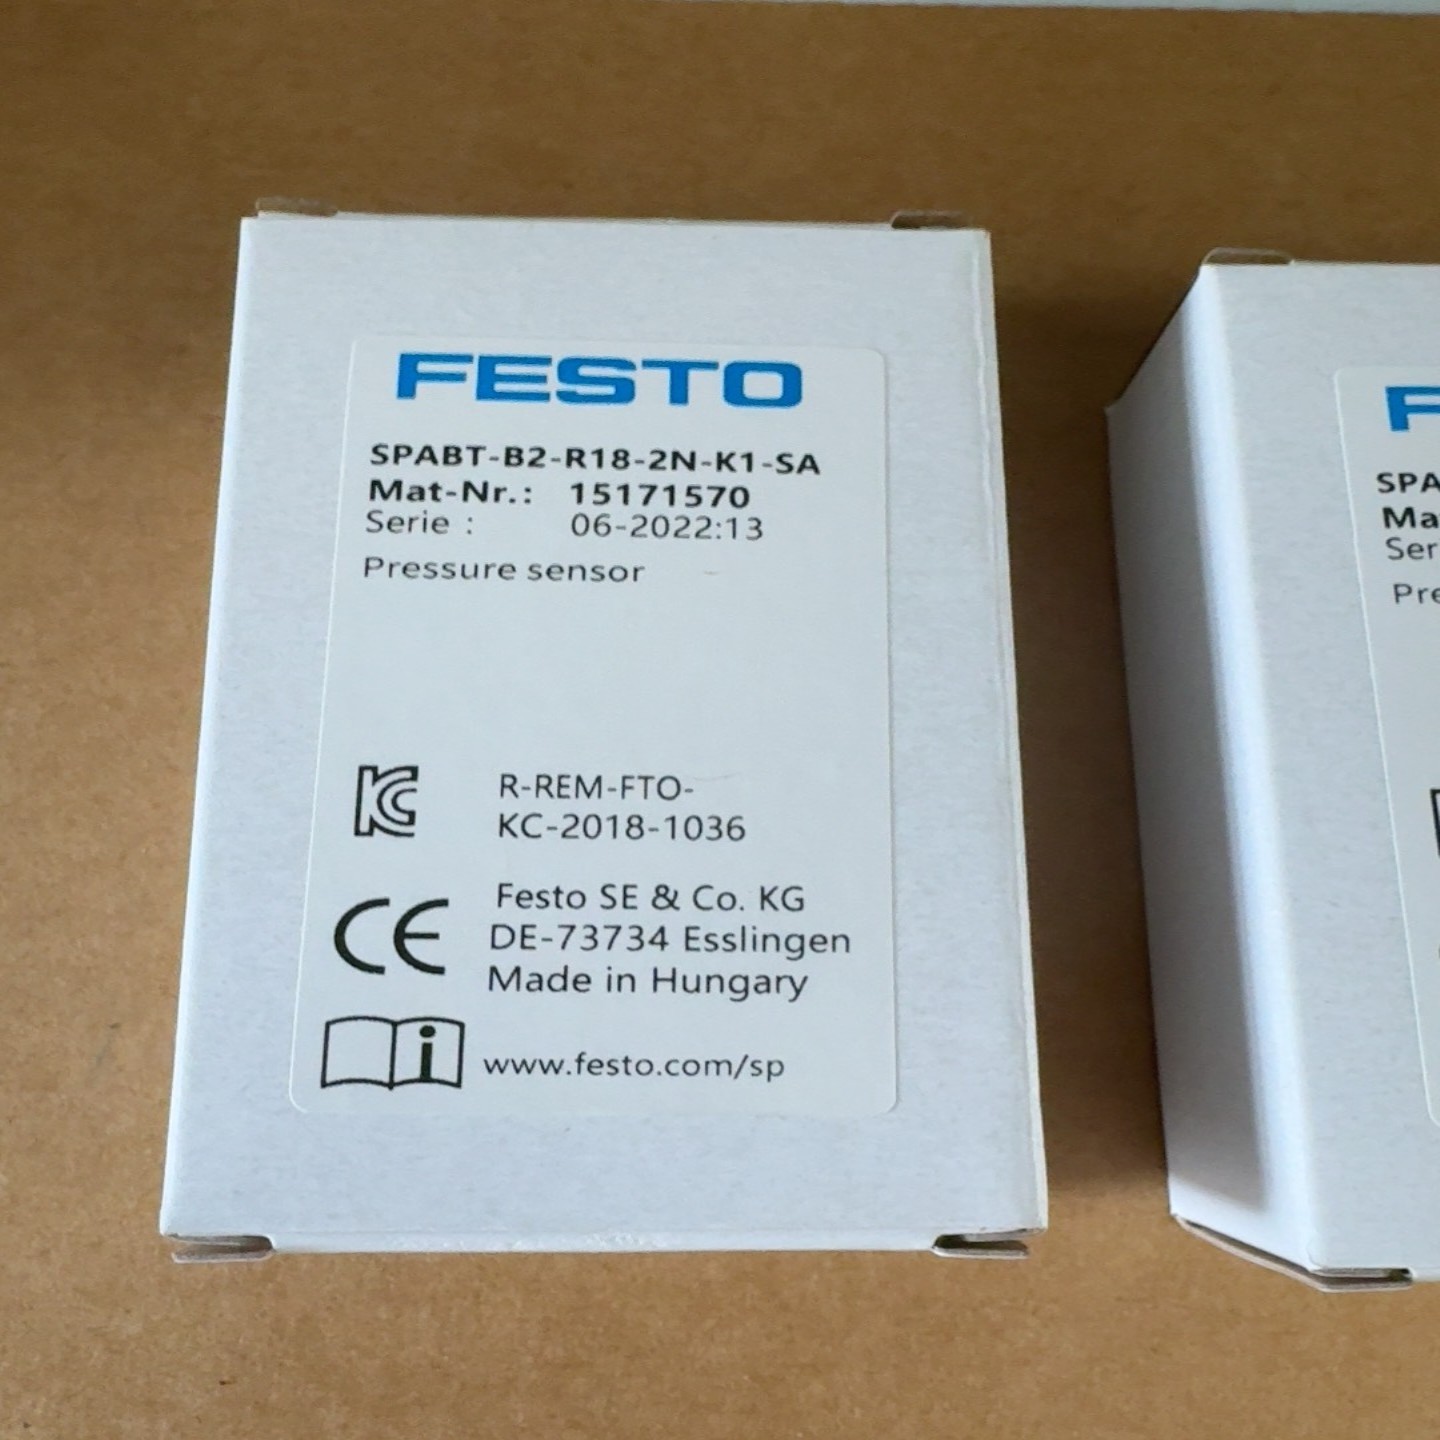 FESTO
SPABT-B2-R18-2N-K1-SA
Mat-Nr.: 15171570
Serie : 06-2022:13
Pressure sensor
KC
R-REM-FTO-
KC-2018-1036
CE
Festo SE & Co. KG
DE-73734 Esslingen
Made in Hungary
i
www.festo.com/sp
F
SPA
Ma
Ser
Pre